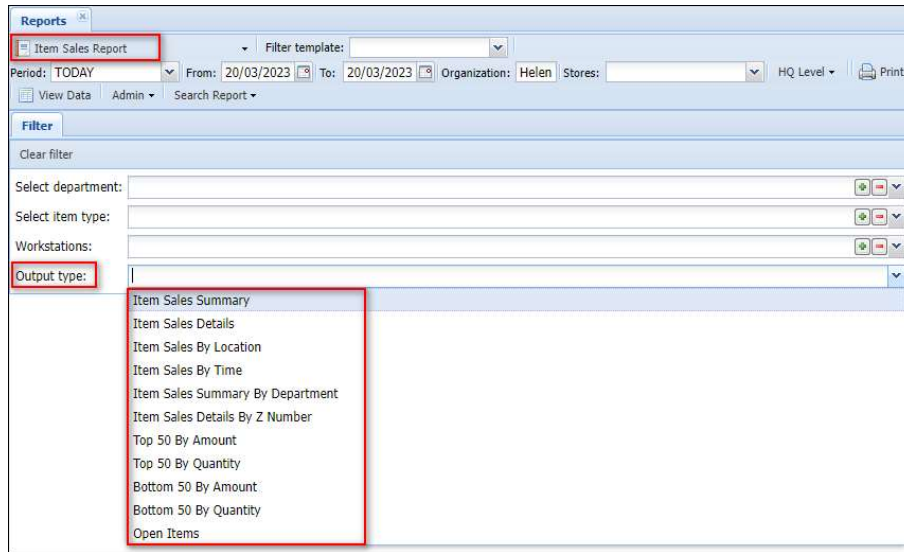 Reports
Item Sales Report Filter template:
Period: TODAY From: 20/03/2023 To: 20/03/2023 Organization: Helen Stores: HQ Level Print
View Data Admin Search Report
Filter
Clear filter
Select department:
Select item type:
Workstations:
Output type:
Item Sales Summary
Item Sales Details
Item Sales By Location
Item Sales By Time
Item Sales Summary By Department
Item Sales Details By Z Number
Top 50 By Amount
Top 50 By Quantity
Bottom 50 By Amount
Bottom 50 By Quantity
Open Items